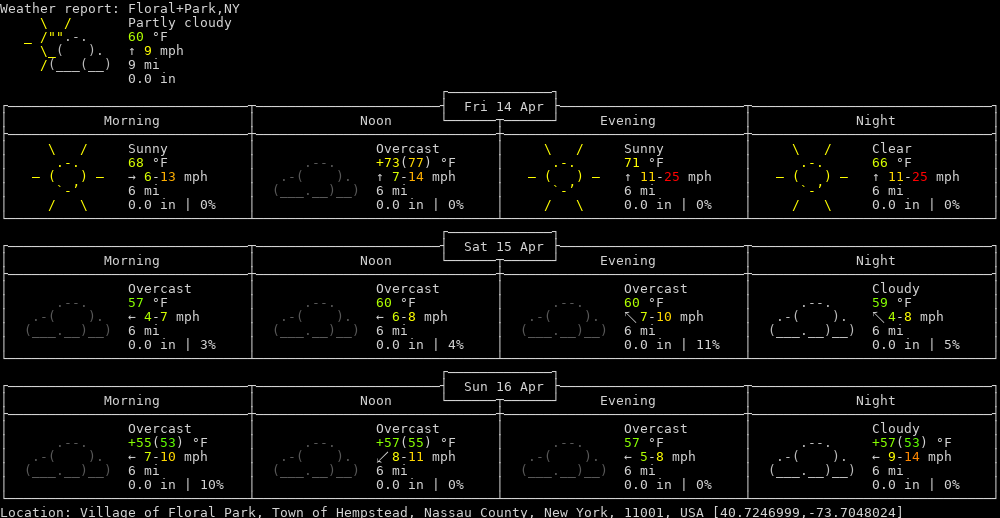 Weather report: Floral+Park,NY
Partly cloudy
60 °F
↑ 9 mph
9 mi
0.0 in
Fri 14 Apr
Morning Noon Evening Night
Sunny Overcast Sunny Clear
68 °F +73(77) °F 71 °F 66 °F
→ 6-13 mph ↑ 7-14 mph ↑ 11-25 mph ↑ 11-25 mph
6 mi 6 mi 6 mi 6 mi
0.0 in | 0% 0.0 in | 0% 0.0 in | 0% 0.0 in | 0%
Sat 15 Apr
Morning Noon Evening Night
Overcast Overcast Overcast Cloudy
57 °F 60 °F 60 °F 59 °F
← 4-7 mph ← 6-8 mph ↖ 7-10 mph ↖ 4-8 mph
6 mi 6 mi 6 mi 6 mi
0.0 in | 3% 0.0 in | 4% 0.0 in | 11% 0.0 in | 5%
Sun 16 Apr
Morning Noon Evening Night
Overcast Overcast Overcast Cloudy
+55(53) °F +57(55) °F 57 °F +57(53) °F
← 7-10 mph ↙ 8-11 mph ← 5-8 mph ← 9-14 mph
6 mi 6 mi 6 mi 6 mi
0.0 in | 10% 0.0 in | 0% 0.0 in | 0% 0.0 in | 0%
Location: Village of Floral Park, Town of Hempstead, Nassau County, New York, 11001, USA [40.7246999,-73.7048024]